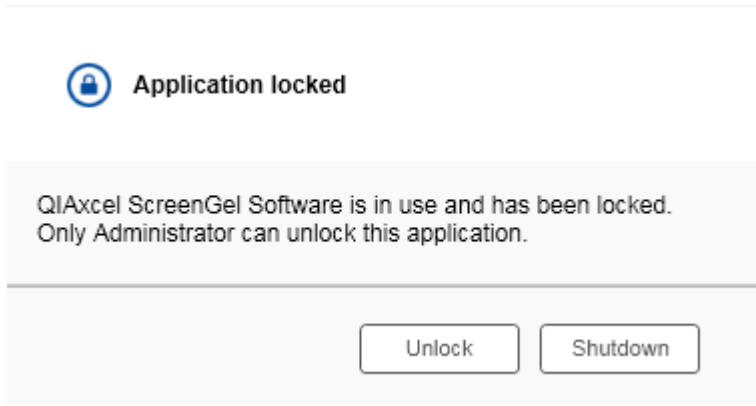 Application locked
QIAxcel ScreenGel Software is in use and has been locked.
Only Administrator can unlock this application.
Unlock
Shutdown